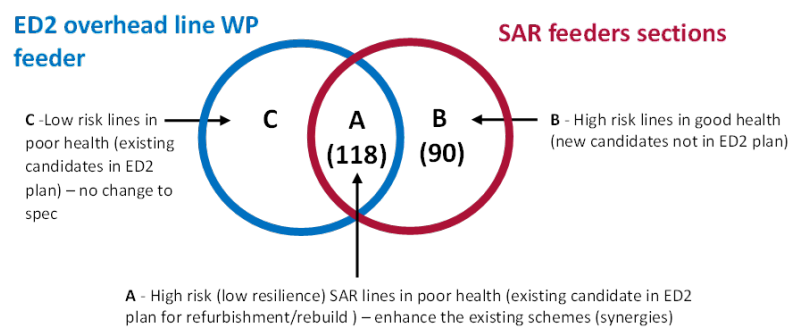 ED2 overhead line WP
feeder
SAR feeders sections
C -Low risk lines in
poor health (existing
candidates in ED2
plan) – no change to
spec
C
A
(118)
B
(90)
B - High risk lines in good health
(new candidates not in ED2 plan)
A - High risk (low resilience) SAR lines in poor health (existing candidate in ED2
plan for refurbishment/rebuild ) – enhance the existing schemes (synergies)